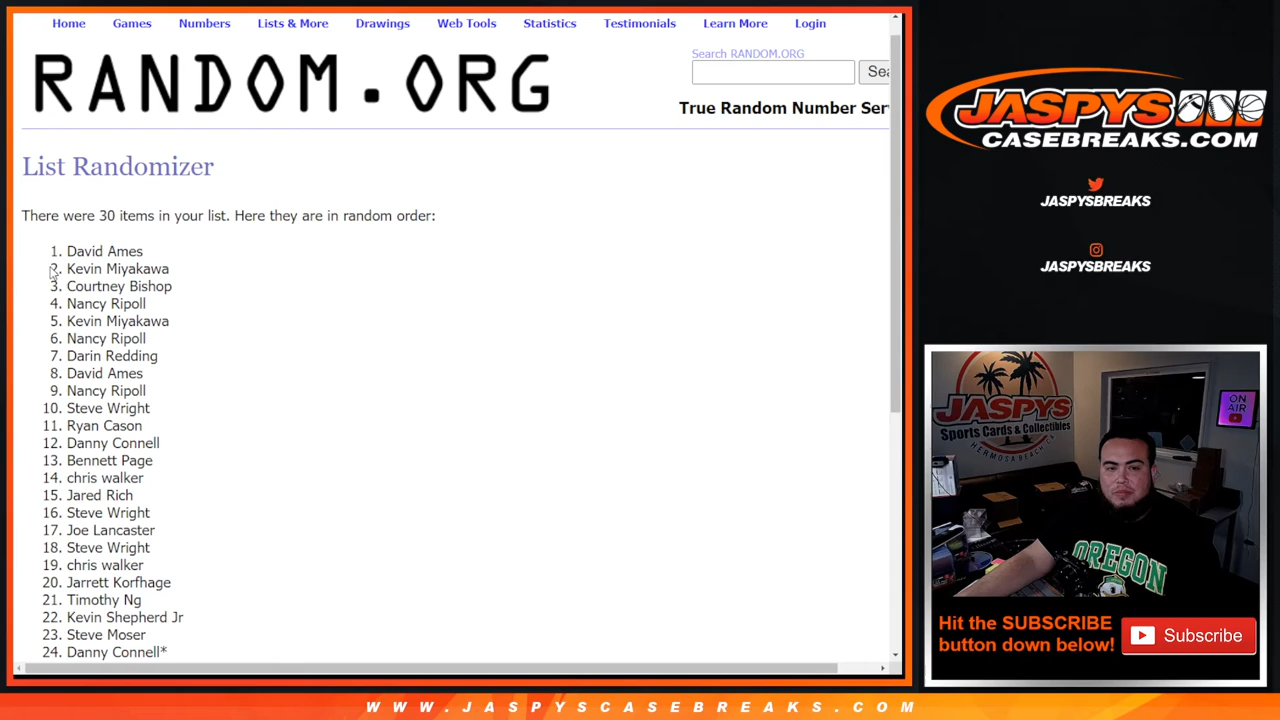 Home Games Numbers Lists & More Drawings Web Tools Statistics Testimonials Learn More Login
RANDOM.ORG
Search RANDOM.ORG
Sea
True Random Number Ser
List Randomizer
There were 30 items in your list. Here they are in random order:
1. David Ames
2. Kevin Miyakawa
3. Courtney Bishop
4. Nancy Ripoll
5. Kevin Miyakawa
6. Nancy Ripoll
7. Darin Redding
8. David Ames
9. Nancy Ripoll
10. Steve Wright
11. Ryan Cason
12. Danny Connell
13. Bennett Page
14. chris walker
15. Jared Rich
16. Steve Wright
17. Joe Lancaster
18. Steve Wright
19. chris walker
20. Jarrett Korfhage
21. Timothy Ng
22. Kevin Shepherd Jr
23. Steve Moser
24. Danny Connell*
JASPYS
CASEBREAKS.COM
JASPYSBREAKS
JASPYSBREAKS
JASPYS
Sports Cards & Collectibles
HERMOSA BEACH, CA
ON
AIR
OREGON
Hit the SUBSCRIBE
button down below!
Subscribe
WWW.JASPYSCASEBREAKS.COM